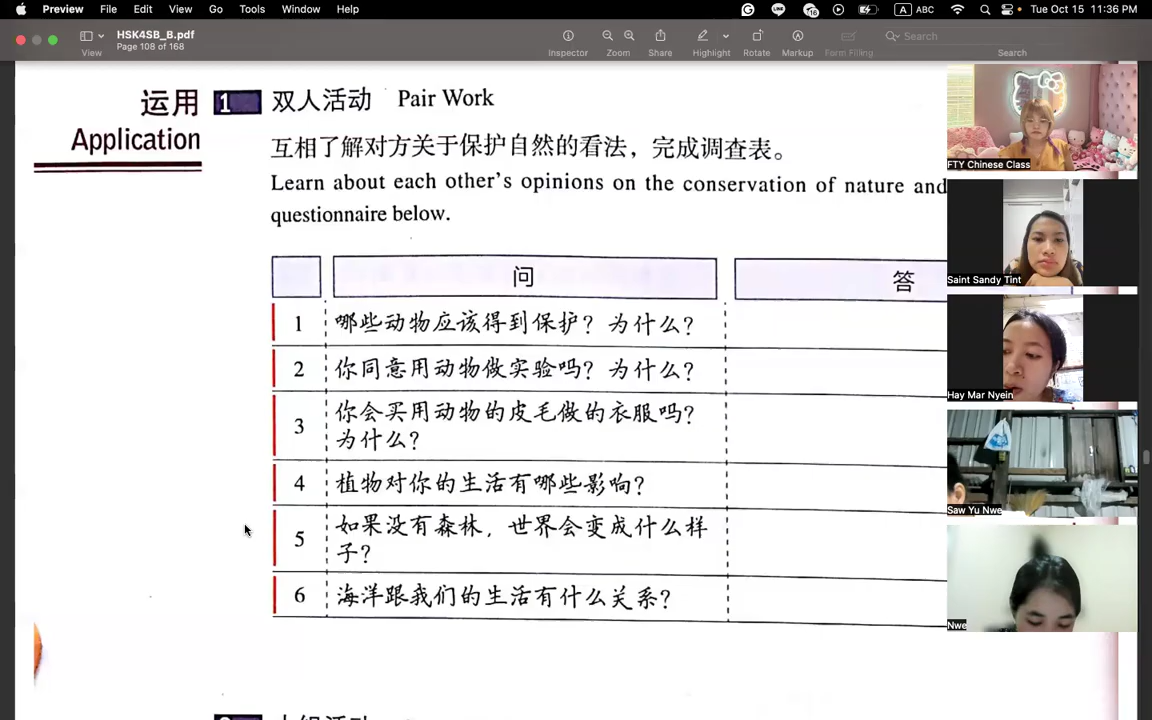 Preview File Edit View Go Tools Window Help
16
A ABC
Tue Oct 15 11:36 PM
HSK4SB_B.pdf
Page 108 of 168
View
Inspector Zoom Share Highlight Rotate Markup Form Filling... Search
Search
运用 1 双人活动 Pair Work
Application
互相了解对方关于保护自然的看法，完成调查表。
Learn about each other's opinions on the conservation of nature and
questionnaire below.
问 答
1 哪些动物应该得到保护？为什么？
2 你同意用动物做实验吗？为什么？
3 你会买用动物的皮毛做的衣服吗？
为什么？
4 植物对你的生活有哪些影响？
5 如果没有森林，世界会变成什么样
子？
6 海洋跟我们的生活有什么关系？
FTY Chinese Class
Saint Sandy Tint
Hay Mar Nyein
Saw Yu Nwe
Nwe